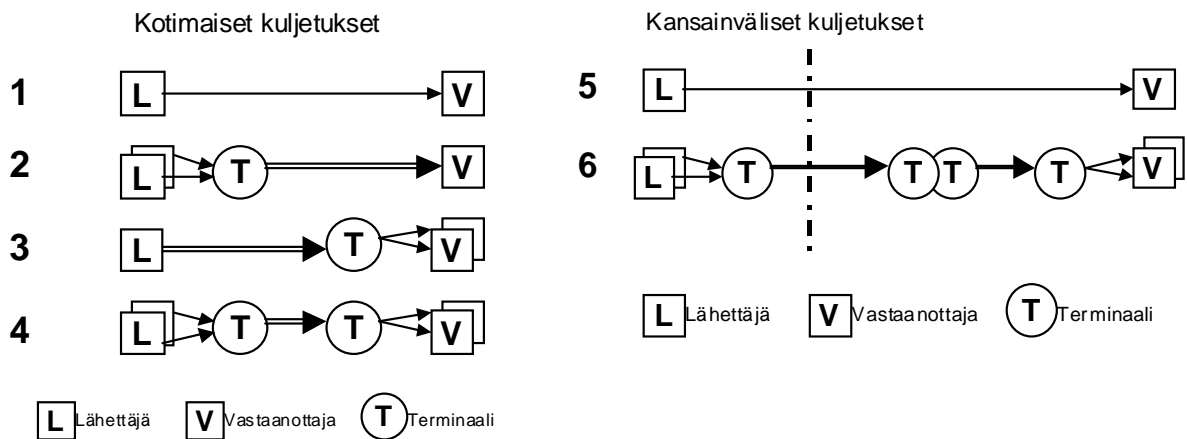 Kotimaiset kuljetukset
1 L V
2 L T V
3 L T V
4 L T T V
L Lähettäjä V Vastaanottaja T Terminaali
Kansainväliset kuljetukset
5 L V
6 L T T T T V
L Lähettäjä V Vastaanottaja T Terminaali